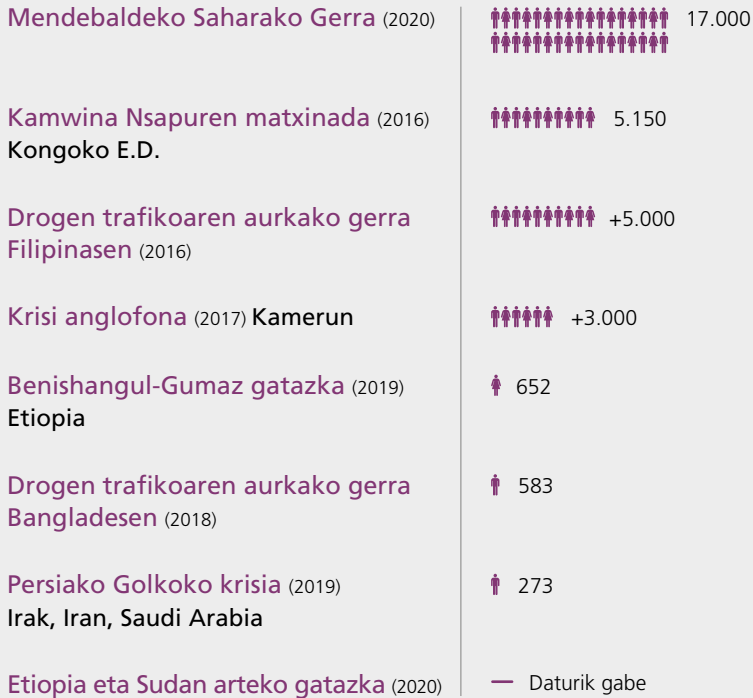 Mendebaldeko Saharako Gerra (2020) 17.000
Kamwina Nsapuren matxinada (2016) 5.150
Kongoko E.D.
Drogen trafikoaren aurkako gerra +5.000
Filipinasen (2016)
Krisi anglofona (2017) Kamerun +3.000
Benishangul-Gumaz gatazka (2019) 652
Etiopia
Drogen trafikoaren aurkako gerra 583
Bangladesen (2018)
Persiako Golkoko krisia (2019) 273
Irak, Iran, Saudi Arabia
Etiopia eta Sudan arteko gatazka (2020) — Daturik gabe